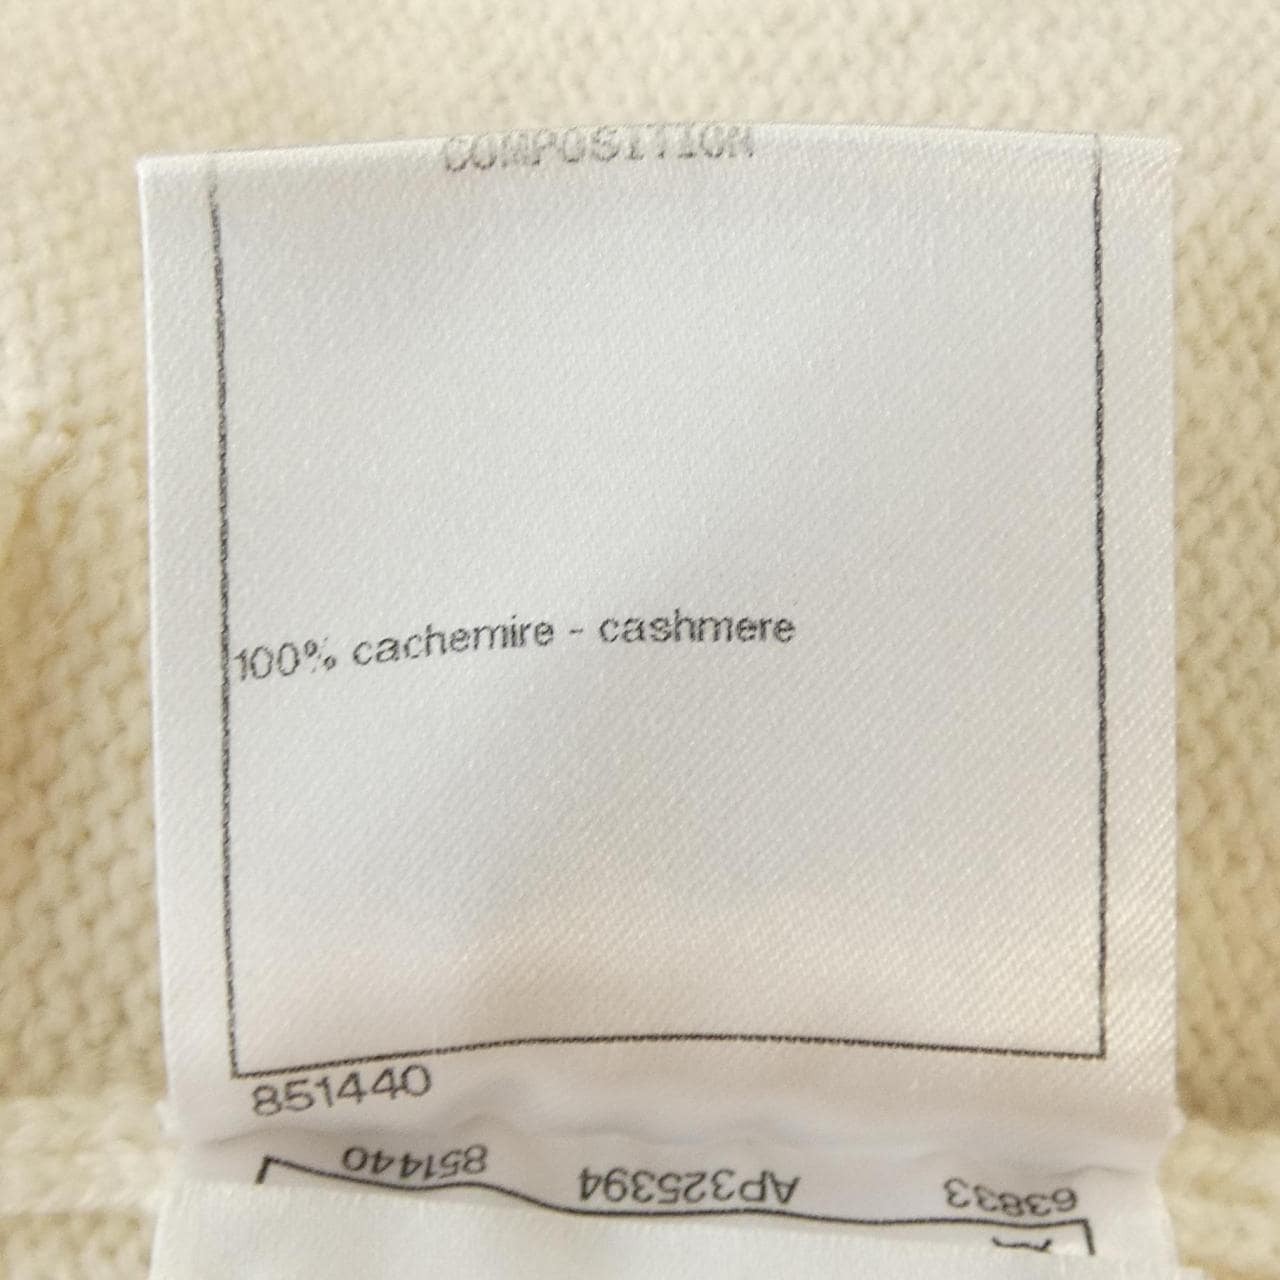 COMPOSITION
100% cachemire - cashmere
851440
63833 AP325394 851440